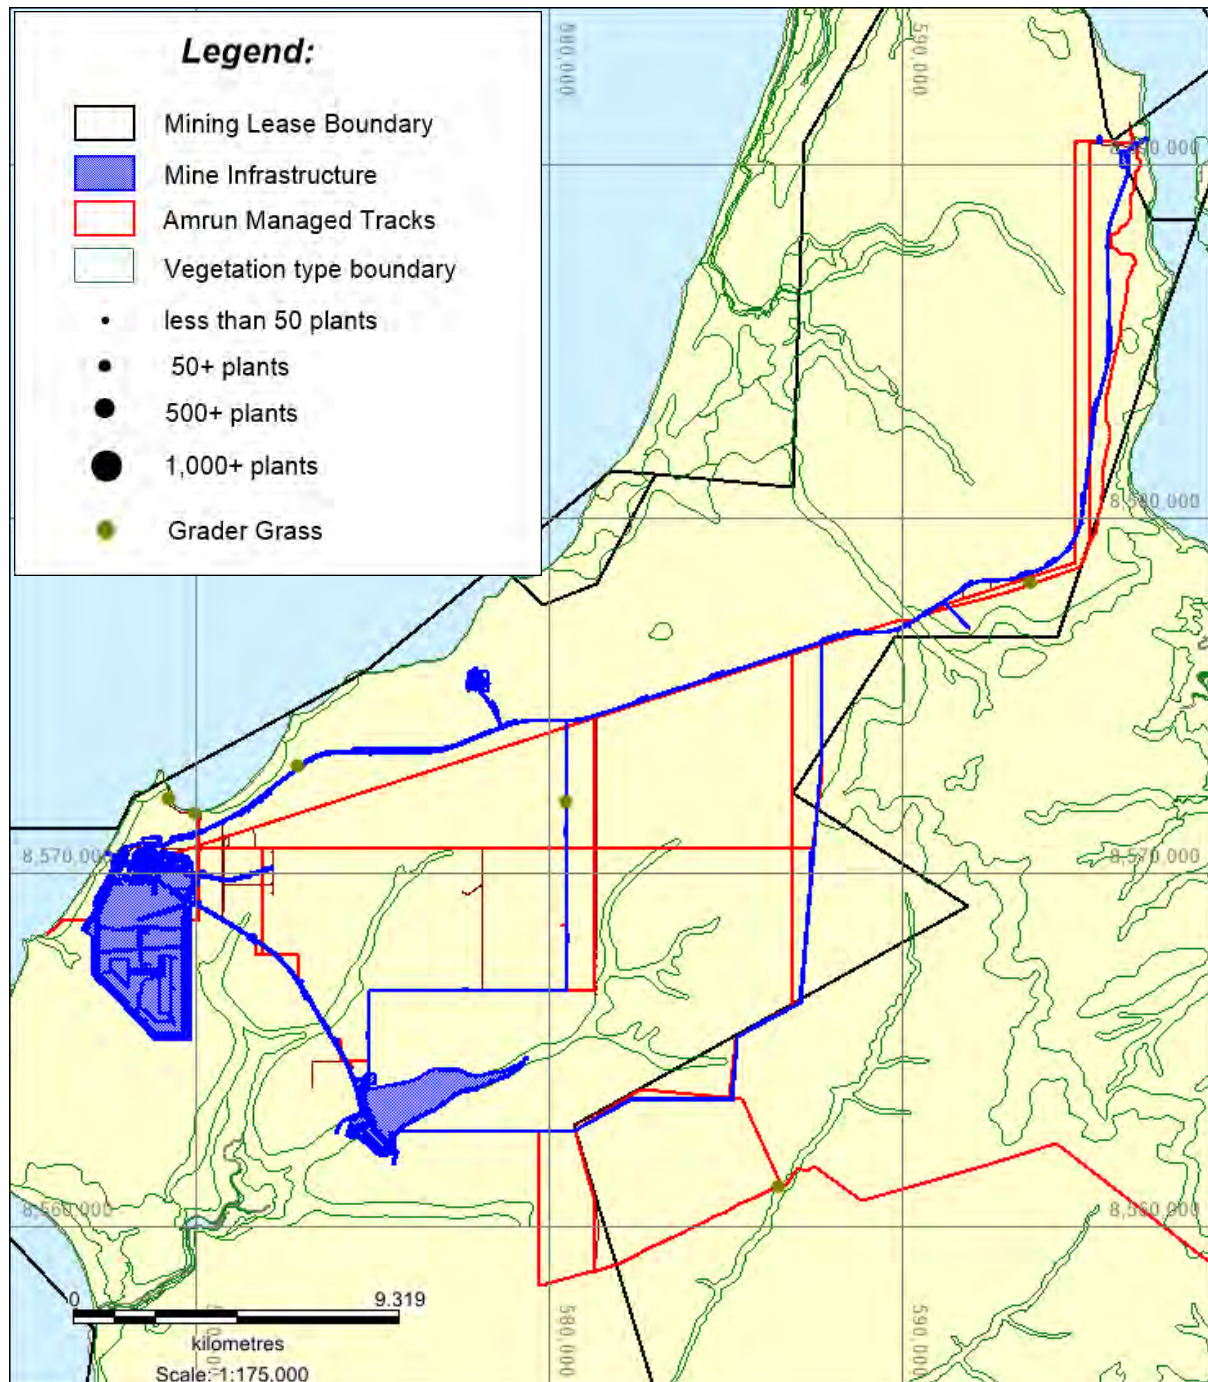 Legend:
Mining Lease Boundary
Mine Infrastructure
Amrun Managed Tracks
Vegetation type boundary
less than 50 plants
50+ plants
500+ plants
1,000+ plants
Grader Grass
580,000
590,000
8,580,000
8,570,000
8,570,000
8,560,000
8,560,000
0 9.319
kilometres
Scale: 1:175,000
580,000
590,000